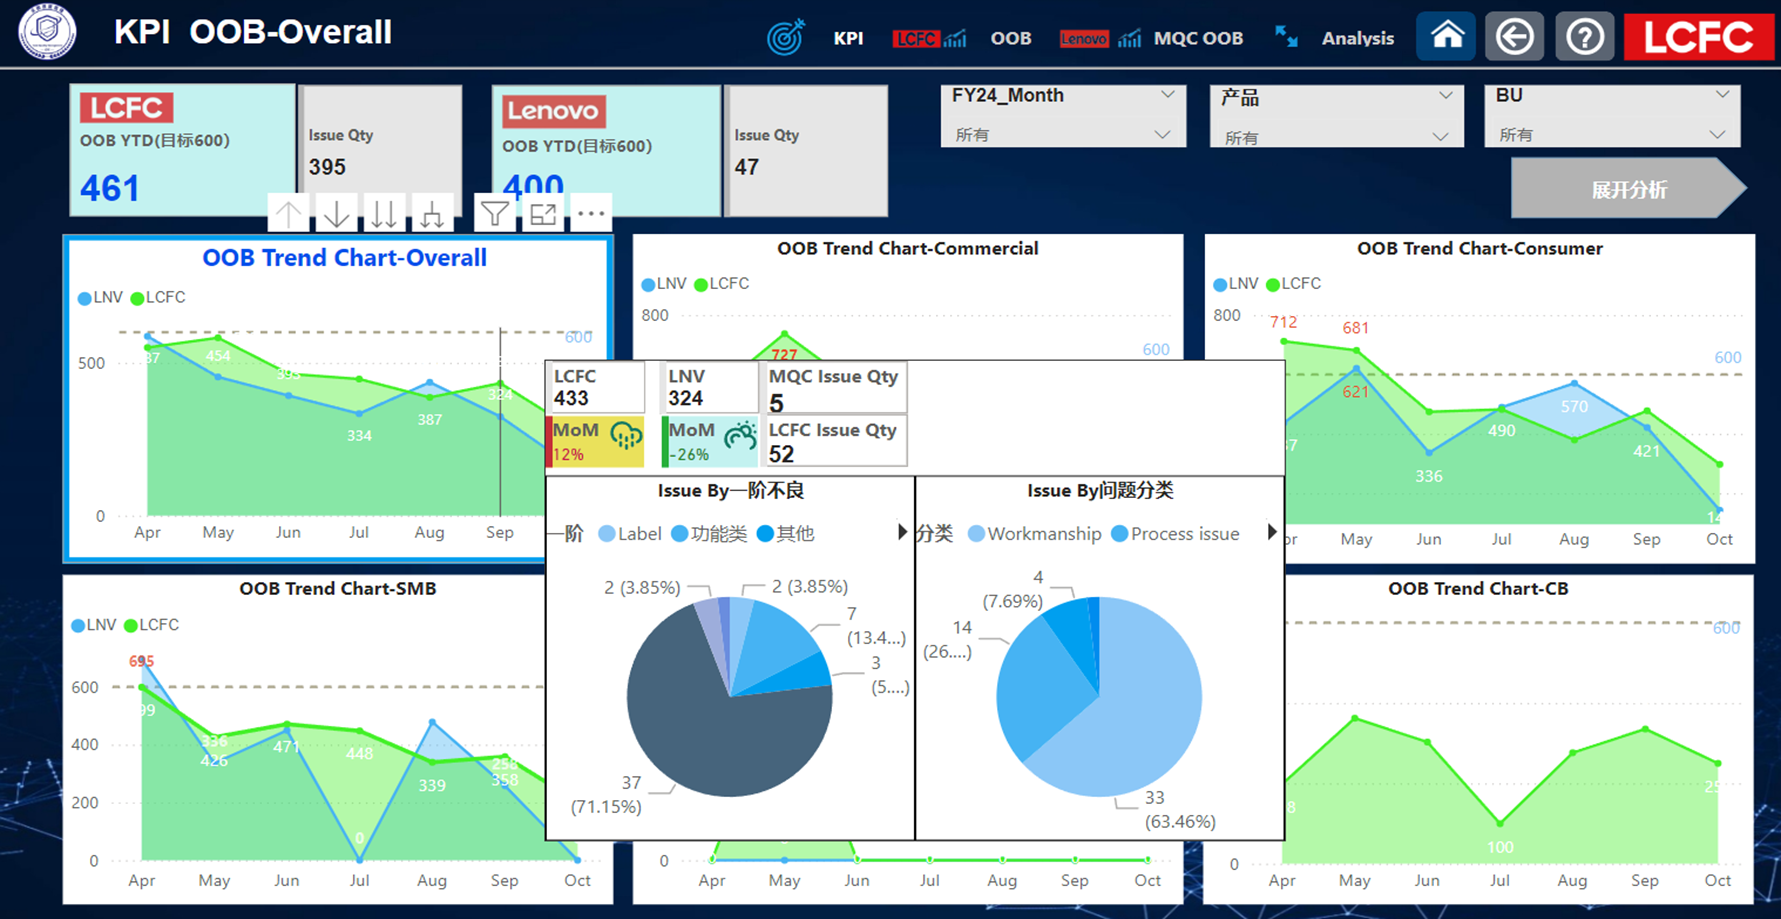 KPI OOB-Overall
KPI
LCFC
OOB
Lenovo
MQC OOB
Analysis
LCFC
LCFC
OOB YTD(目标600)
461
Issue Qty
395
Lenovo
OOB YTD(目标600)
400
Issue Qty
47
FY24_Month
所有
产品
所有
BU
所有
展开分析
OOB Trend Chart-Overall
LNV LCFC
600
500
0
454
393
334
387
324
Apr May Jun Jul Aug Sep
OOB Trend Chart-Commercial
LNV LCFC
800
600
727
0
Apr May Jun Jul Aug Sep Oct
OOB Trend Chart-Consumer
LNV LCFC
800
712
681
600
621
570
490
336
421
May Jun Jul Aug Sep Oct
LCFC
433
MoM
12%
LNV
324
MoM
-26%
MQC Issue Qty
5
LCFC Issue Qty
52
Issue By一阶不良
一阶 Label 功能类 其他
2 (3.85%)
2 (3.85%)
7
(13.4...)
3
(5....)
37
(71.15%)
Issue By问题分类
分类 Workmanship Process issue
4
(7.69%)
14
(26....)
33
(63.46%)
OOB Trend Chart-SMB
LNV LCFC
695
600
400
200
0
336
426
471
448
0
339
258
358
Apr May Jun Jul Aug Sep Oct
OOB Trend Chart-CB
600
100
0
Apr May Jun Jul Aug Sep Oct